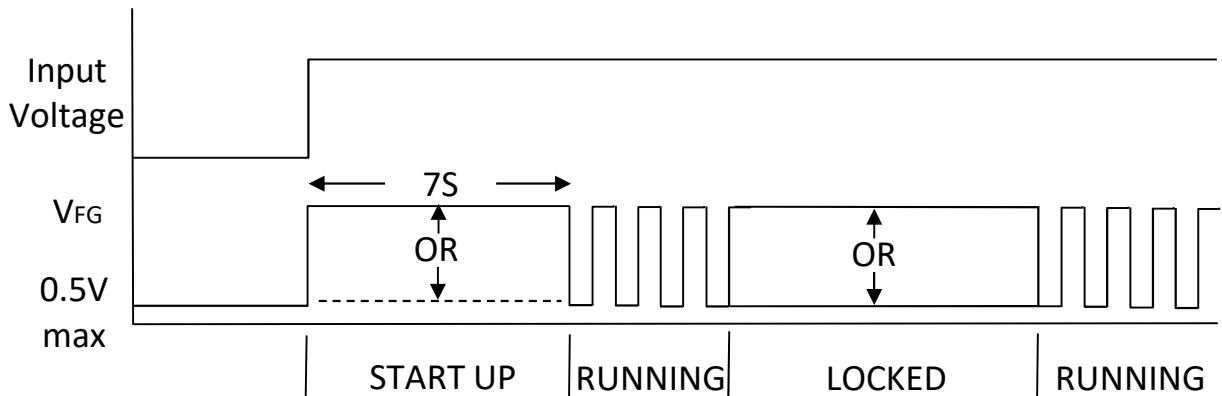 Input
Voltage
7S
VFG
OR
OR
0.5V
max
START UP
RUNNING
LOCKED
RUNNING